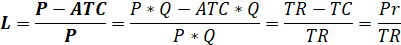 L = (P − ATC) / P = (P * Q − ATC * Q) / (P * Q) = (TR − TC) / TR = Pr / TR